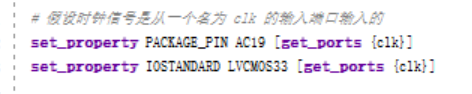 # 假设时钟信号是从一个名为 clk 的输入端口输入的
set_property PACKAGE_PIN AC19 [get_ports {clk}]
set_property IOSTANDARD LVCMOS33 [get_ports {clk}]